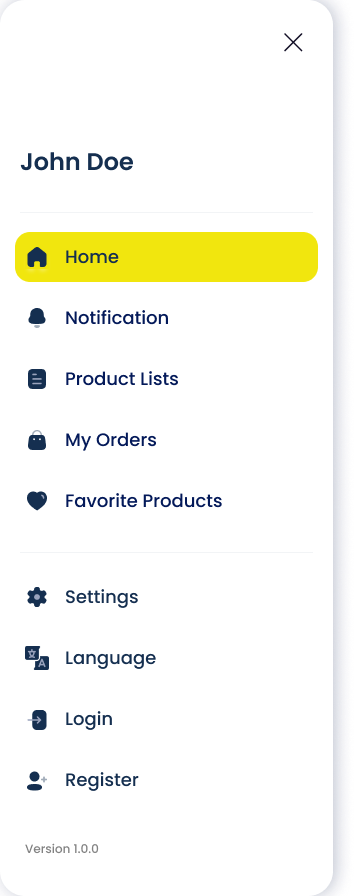 John Doe
Home
Notification
Product Lists
My Orders
Favorite Products
Settings
Language
Login
Register
Version 1.0.0